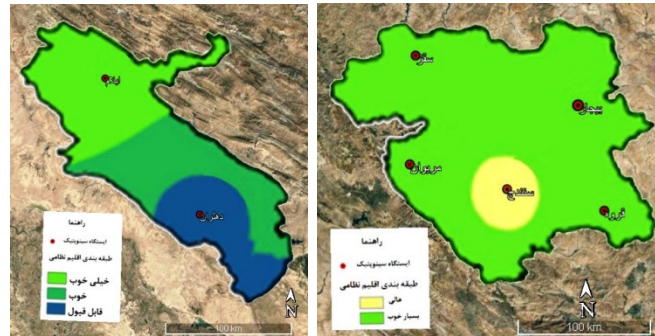 ایلام
دهلران
راهنما
ایستگاه سینوپتیک
طبقه بندی اقلیم نظامی
خیلی خوب
خوب
قابل قبول
N
100 km
سقز
بیجار
مریوان
سنندج
قروه
راهنما
ایستگاه سینوپتیک
طبقه بندی اقلیم نظامی
عالی
بسیار خوب
N
100 km